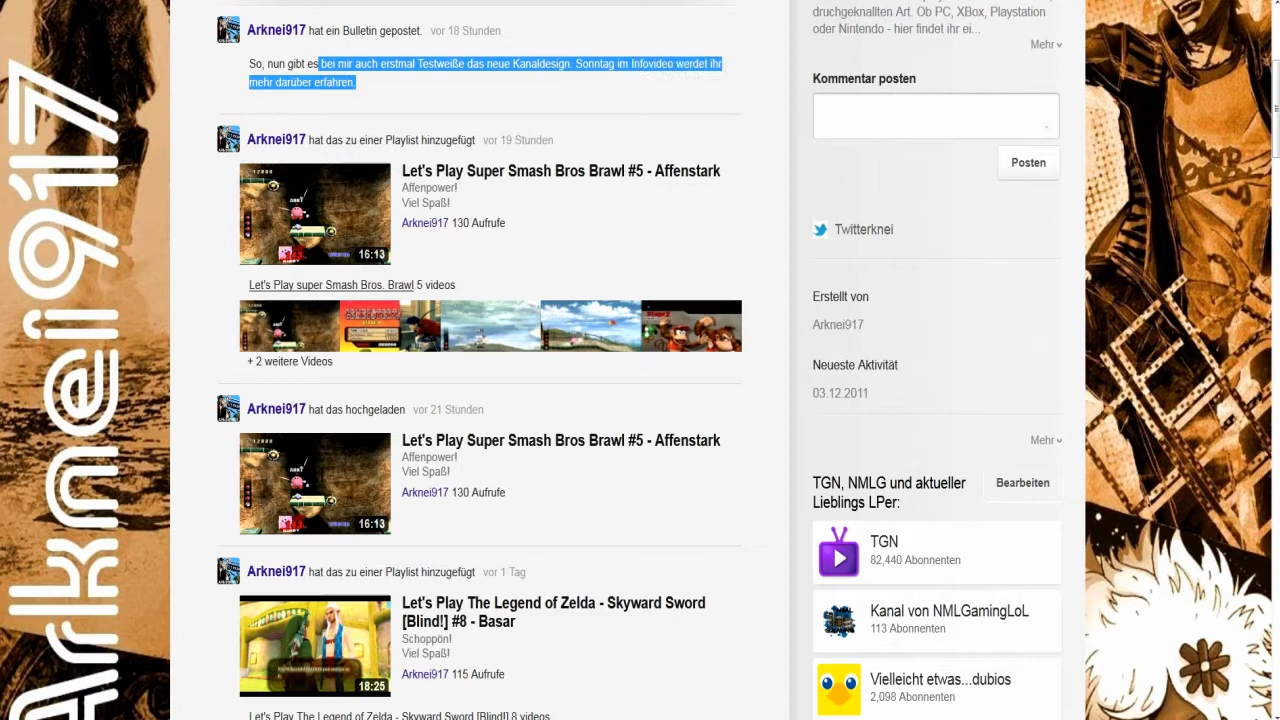 Arknei917
Arknei917 hat ein Bulletin gepostet. vor 18 Stunden
So, nun gibt es bei mir auch erstmal Testweiße das neue Kanaldesign. Sonntag im Infovideo werdet ihr
mehr darüber erfahren.
Arknei917 hat das zu einer Playlist hinzugefügt vor 19 Stunden
Let's Play Super Smash Bros Brawl #5 - Affenstark
Affenpower!
Viel Spaß!
Arknei917 130 Aufrufe
16:13
Let's Play super Smash Bros. Brawl 5 videos
+ 2 weitere Videos
Arknei917 hat das hochgeladen vor 21 Stunden
Let's Play Super Smash Bros Brawl #5 - Affenstark
Affenpower!
Viel Spaß!
Arknei917 130 Aufrufe
16:13
Arknei917 hat das zu einer Playlist hinzugefügt vor 1 Tag
Let's Play The Legend of Zelda - Skyward Sword
[Blind!] #8 - Basar
Schoppön!
Viel Spaß!
Arknei917 115 Aufrufe
18:25
Let's Play The Legend of Zelda - Skyward Sword [Blind!] 8 videos
druchgeknallten Art. Ob PC, XBox, Playstation
oder Nintendo - hier findet ihr ei...
Mehr
Kommentar posten
Posten
Twitterknei
Erstellt von
Arknei917
Neueste Aktivität
03.12.2011
Mehr
TGN, NMLG und aktueller
Lieblings LPer:
Bearbeiten
TGN
82,440 Abonnenten
Kanal von NMLGamingLoL
113 Abonnenten
Vielleicht etwas...dubios
2,098 Abonnenten